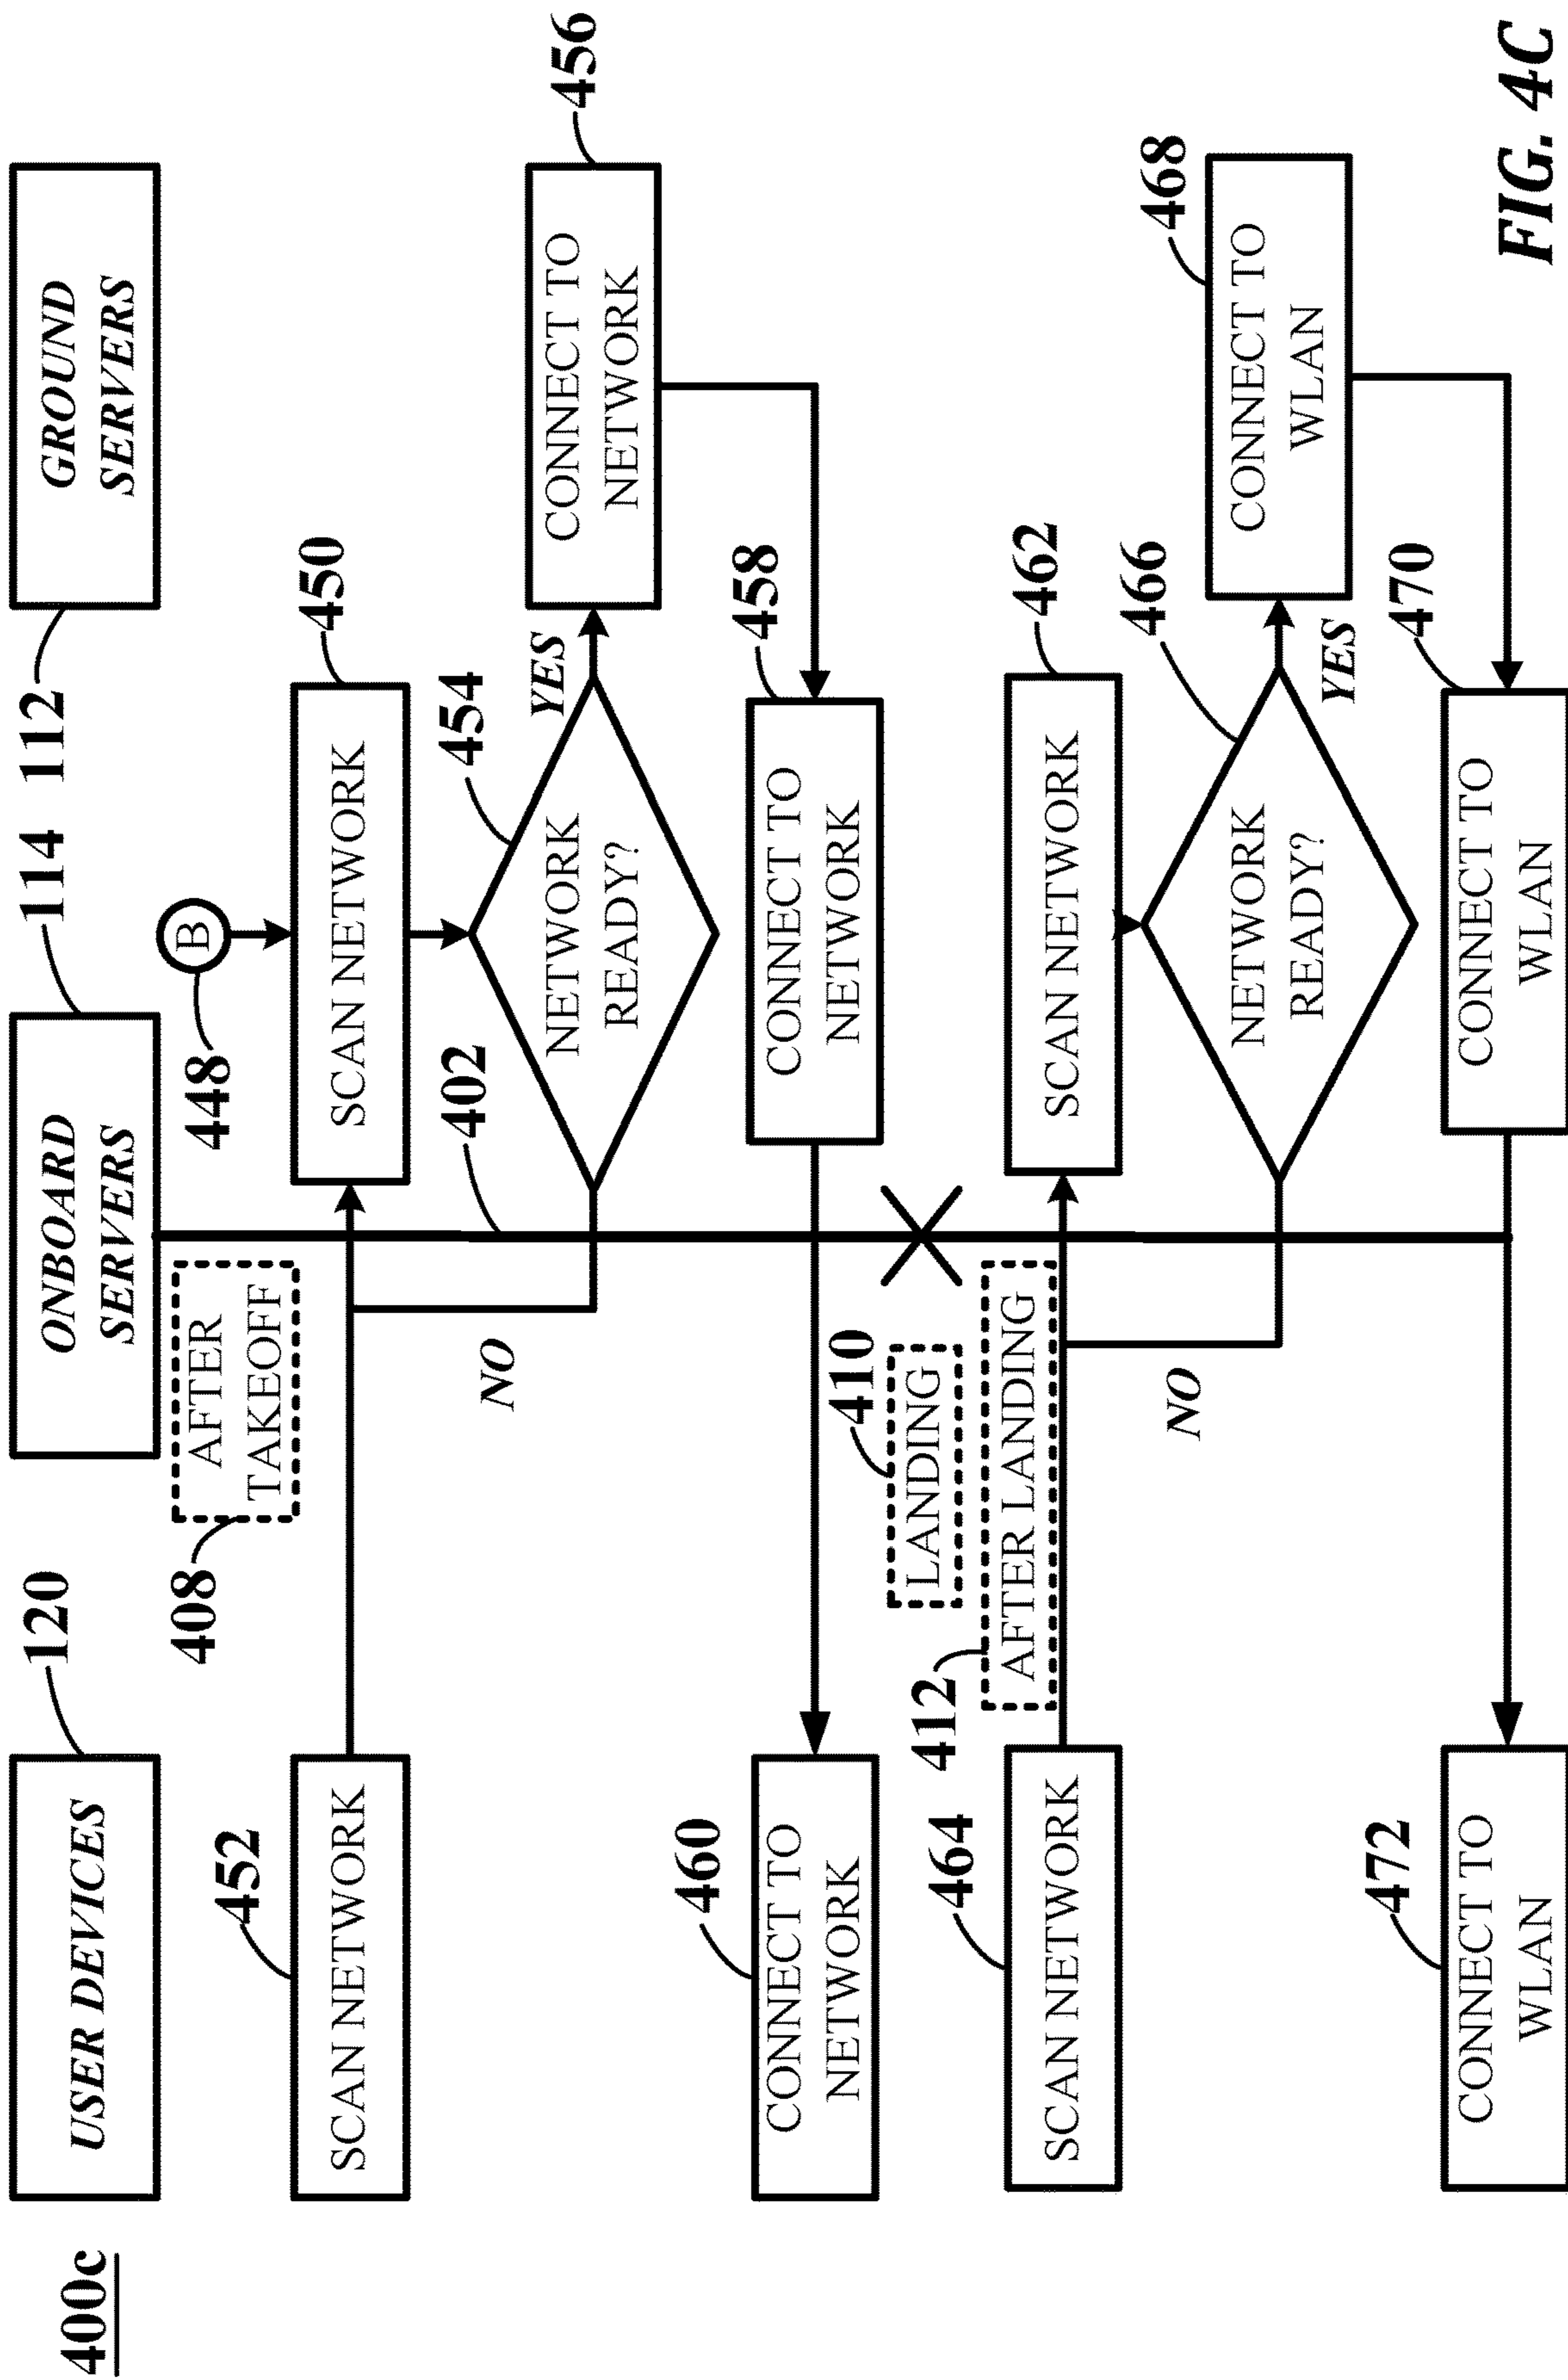 400c
USER DEVICES
120
ONBOARD
SERVERS
114
112
GROUND
SERVERS
408
AFTER
TAKEOFF
448
B
452
SCAN NETWORK
SCAN NETWORK
450
NO
402
NETWORK
READY?
454
YES
CONNECT TO
NETWORK
456
460
CONNECT TO
NETWORK
CONNECT TO
NETWORK
458
410
LANDING
412
AFTER LANDING
464
SCAN NETWORK
SCAN NETWORK
462
NO
NETWORK
READY?
466
YES
CONNECT TO
WLAN
468
472
CONNECT TO
WLAN
CONNECT TO
WLAN
470
FIG. 4C